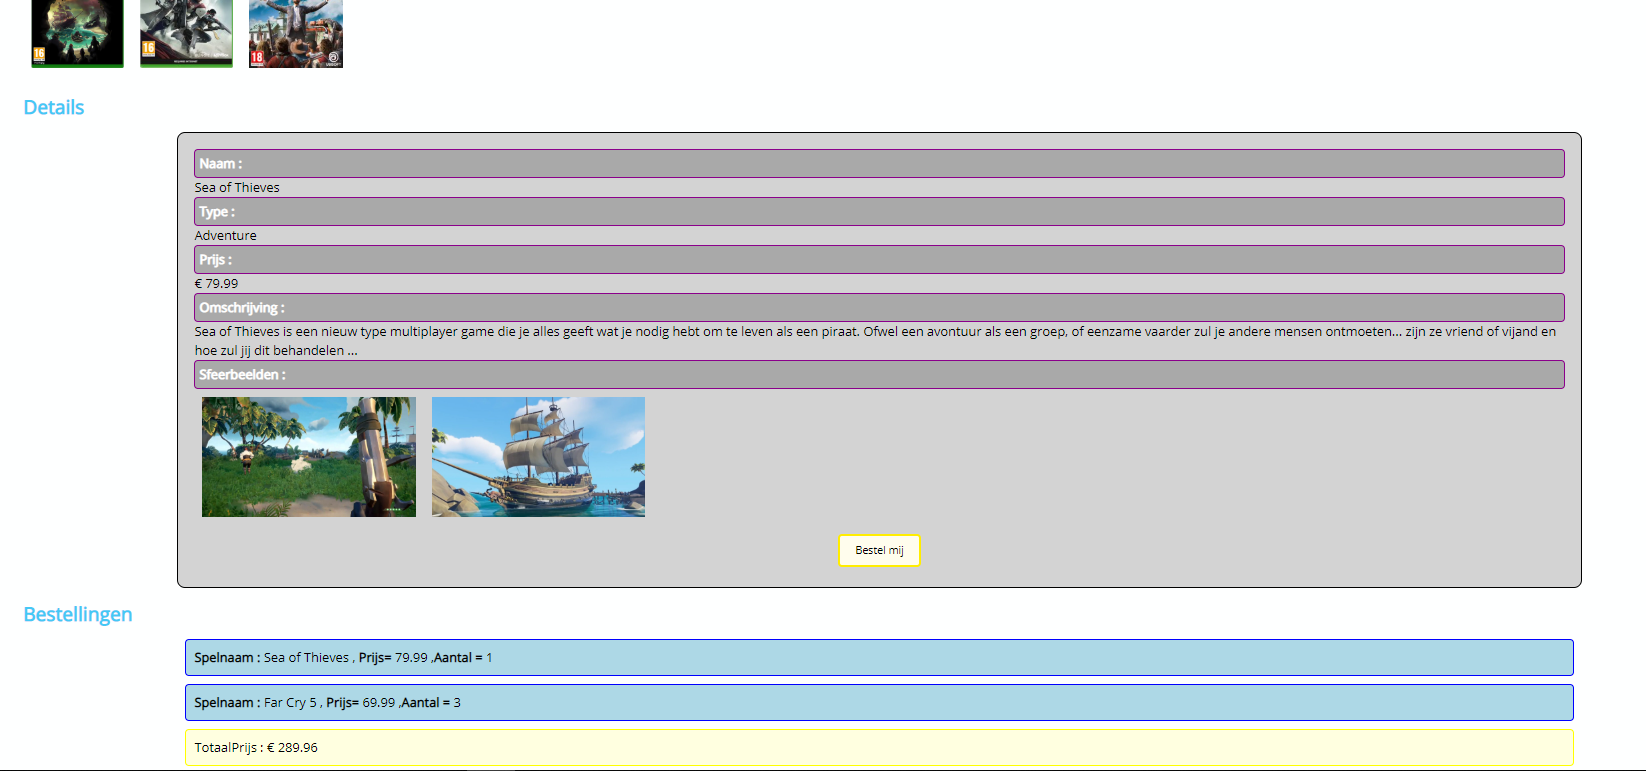 16
16
18
Details
Naam :
Sea of Thieves
Type :
Adventure
Prijs :
€ 79.99
Omschrijving :
Sea of Thieves is een nieuw type multiplayer game die je alles geeft wat je nodig hebt om te leven als een piraat. Ofwel een avontuur als een groep, of eenzame vaarder zul je andere mensen ontmoeten... zijn ze vriend of vijand en
hoe zul jij dit behandelen ...
Sfeerbeelden :
Bestel mij
Bestellingen
Spelnaam : Sea of Thieves , Prijs= 79.99 ,Aantal = 1
Spelnaam : Far Cry 5 , Prijs= 69.99 ,Aantal = 3
TotaalPrijs : € 289.96